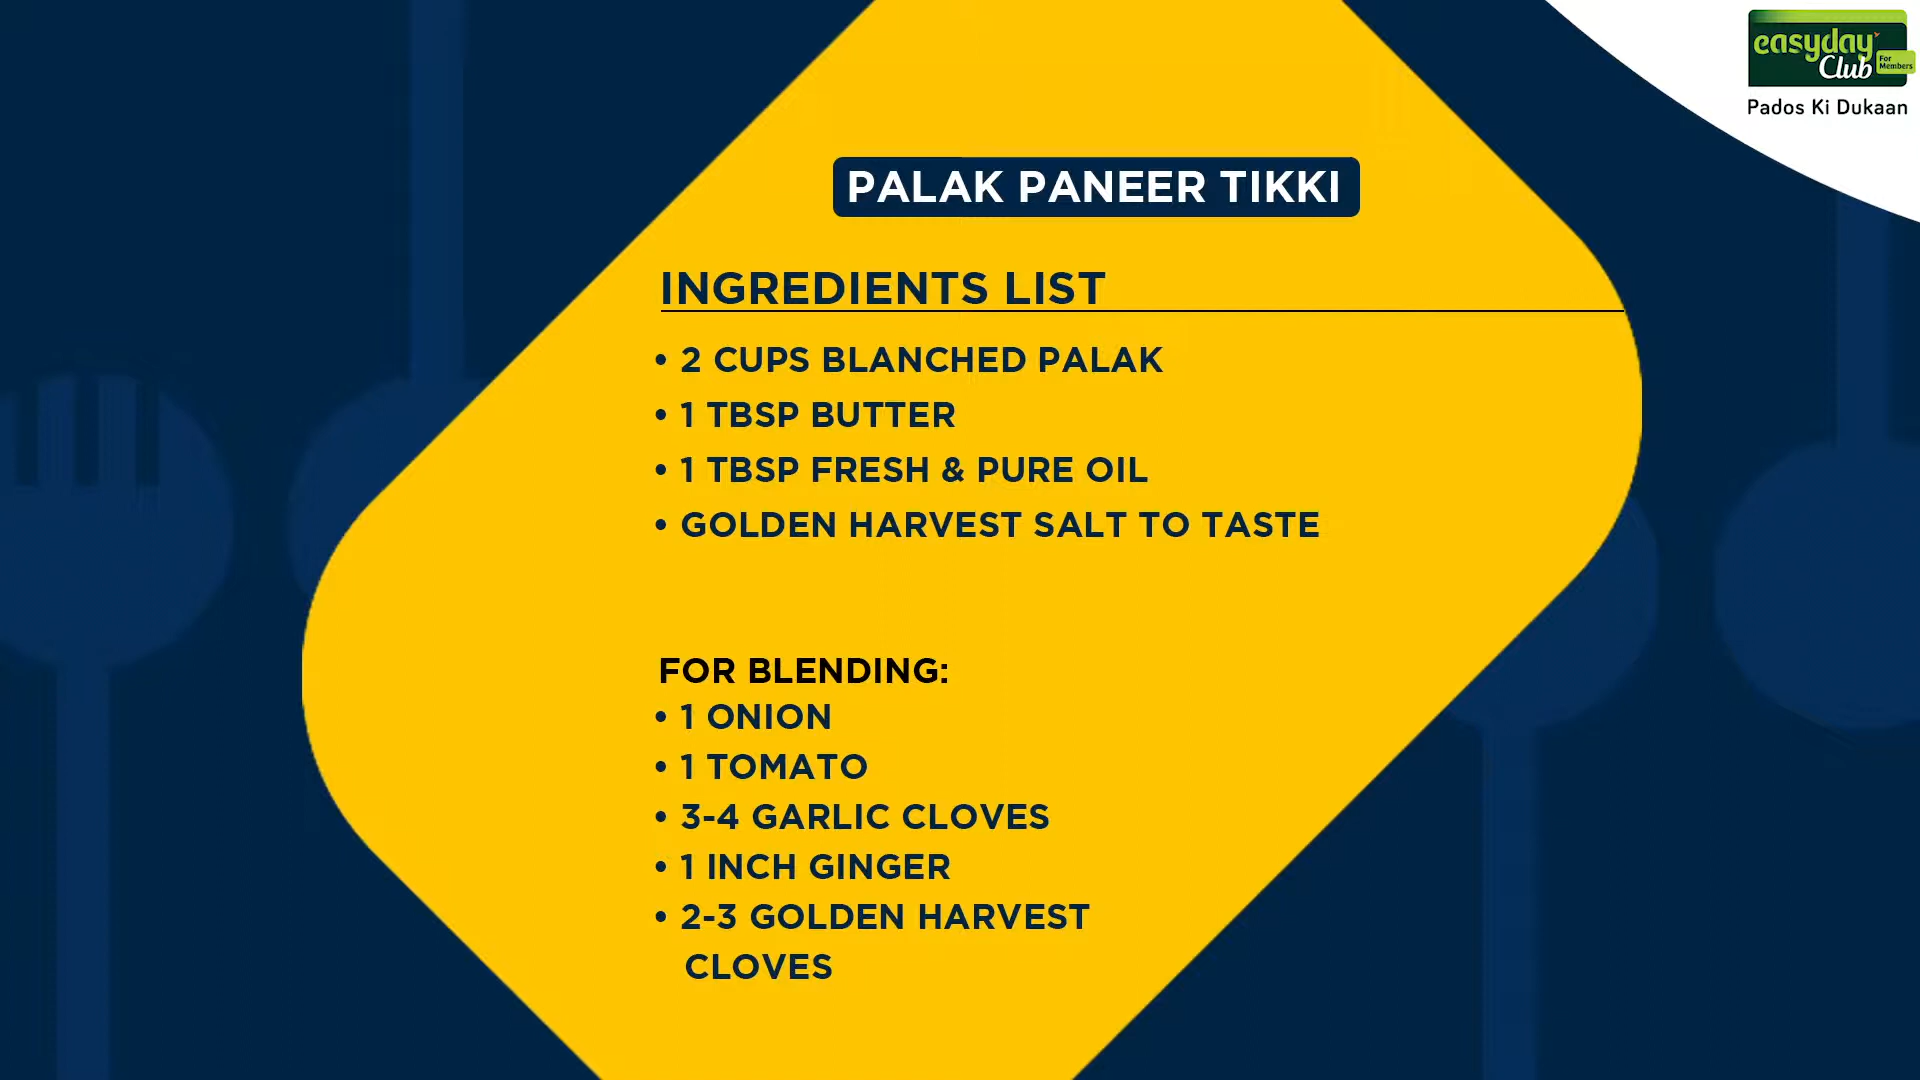 easyday
Club
For
Members
Pados Ki Dukaan
PALAK PANEER TIKKI
INGREDIENTS LIST
• 2 CUPS BLANCHED PALAK
• 1 TBSP BUTTER
• 1 TBSP FRESH & PURE OIL
• GOLDEN HARVEST SALT TO TASTE
FOR BLENDING:
• 1 ONION
• 1 TOMATO
• 3-4 GARLIC CLOVES
• 1 INCH GINGER
• 2-3 GOLDEN HARVEST
CLOVES